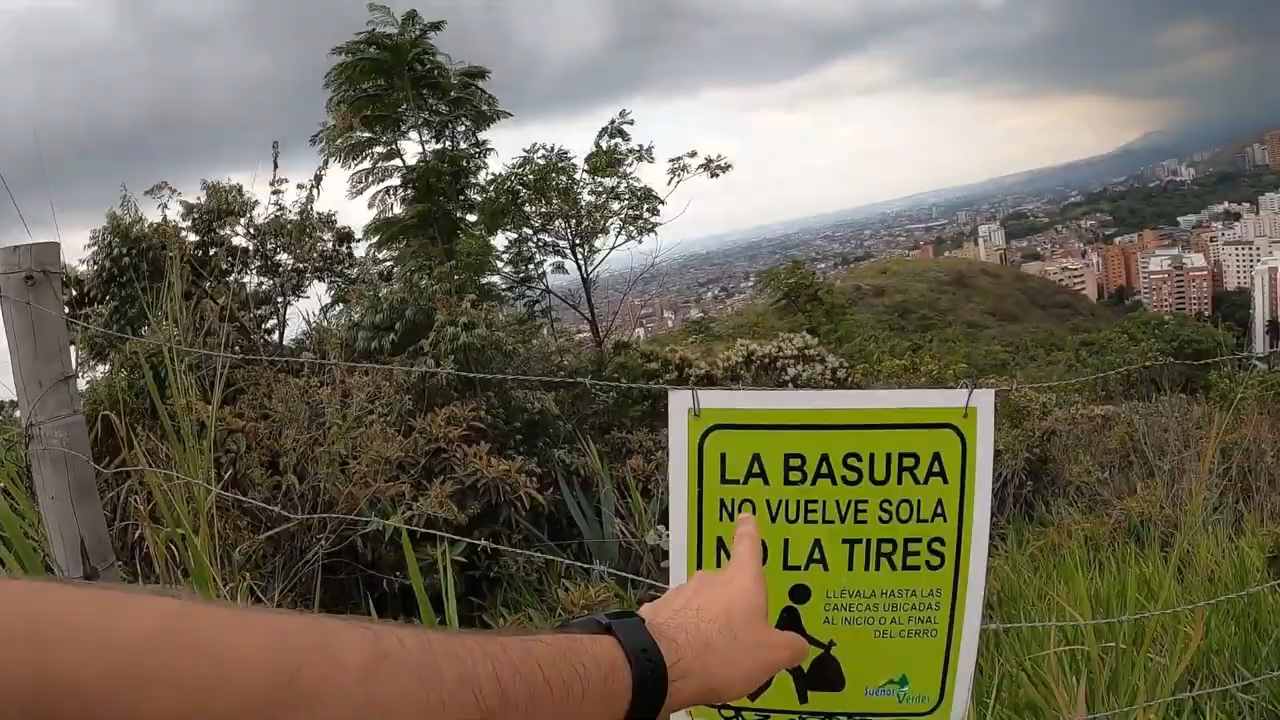 LA BASURA
NO VUELVE SOLA
NO LA TIRES
LLÉVALA HASTA LAS
CANECAS UBICADAS
AL INICIO O AL FINAL
DEL CERRO
Sueños
Verdes